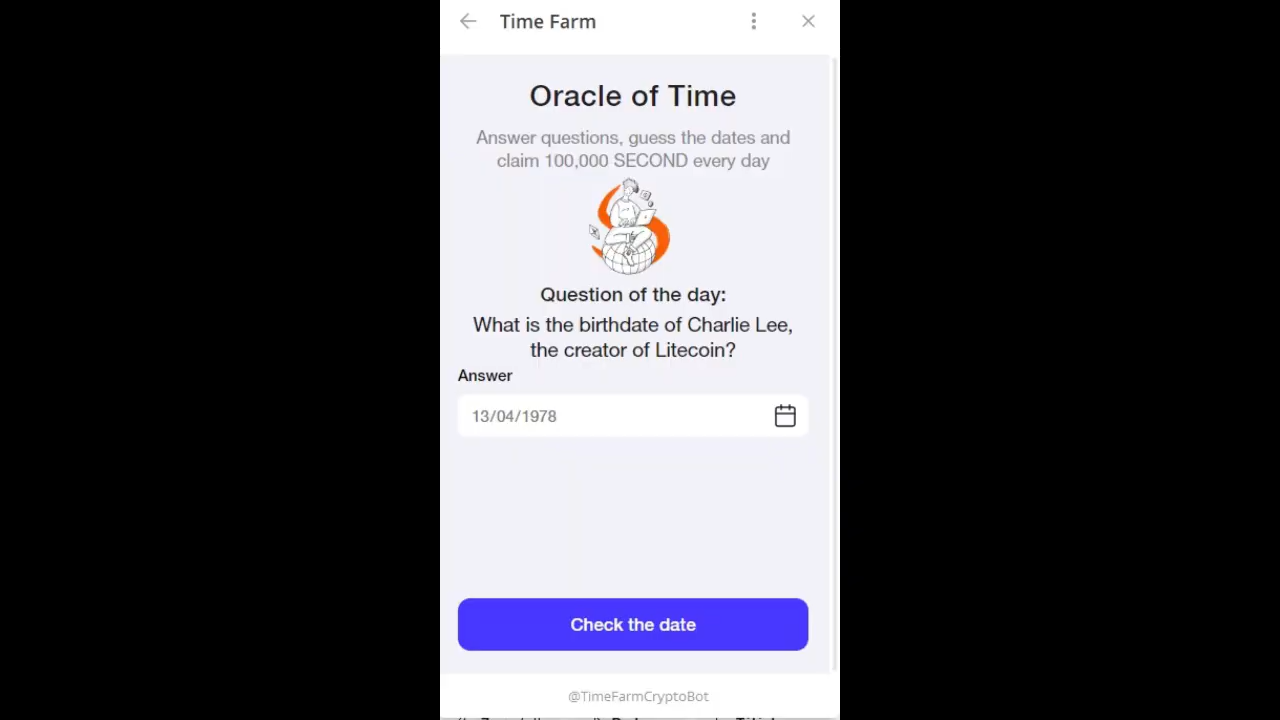 Time Farm
Oracle of Time
Answer questions, guess the dates and
claim 100,000 SECOND every day
Question of the day:
What is the birthdate of Charlie Lee,
the creator of Litecoin?
Answer
13/04/1978
Check the date
@TimeFarmCryptoBot